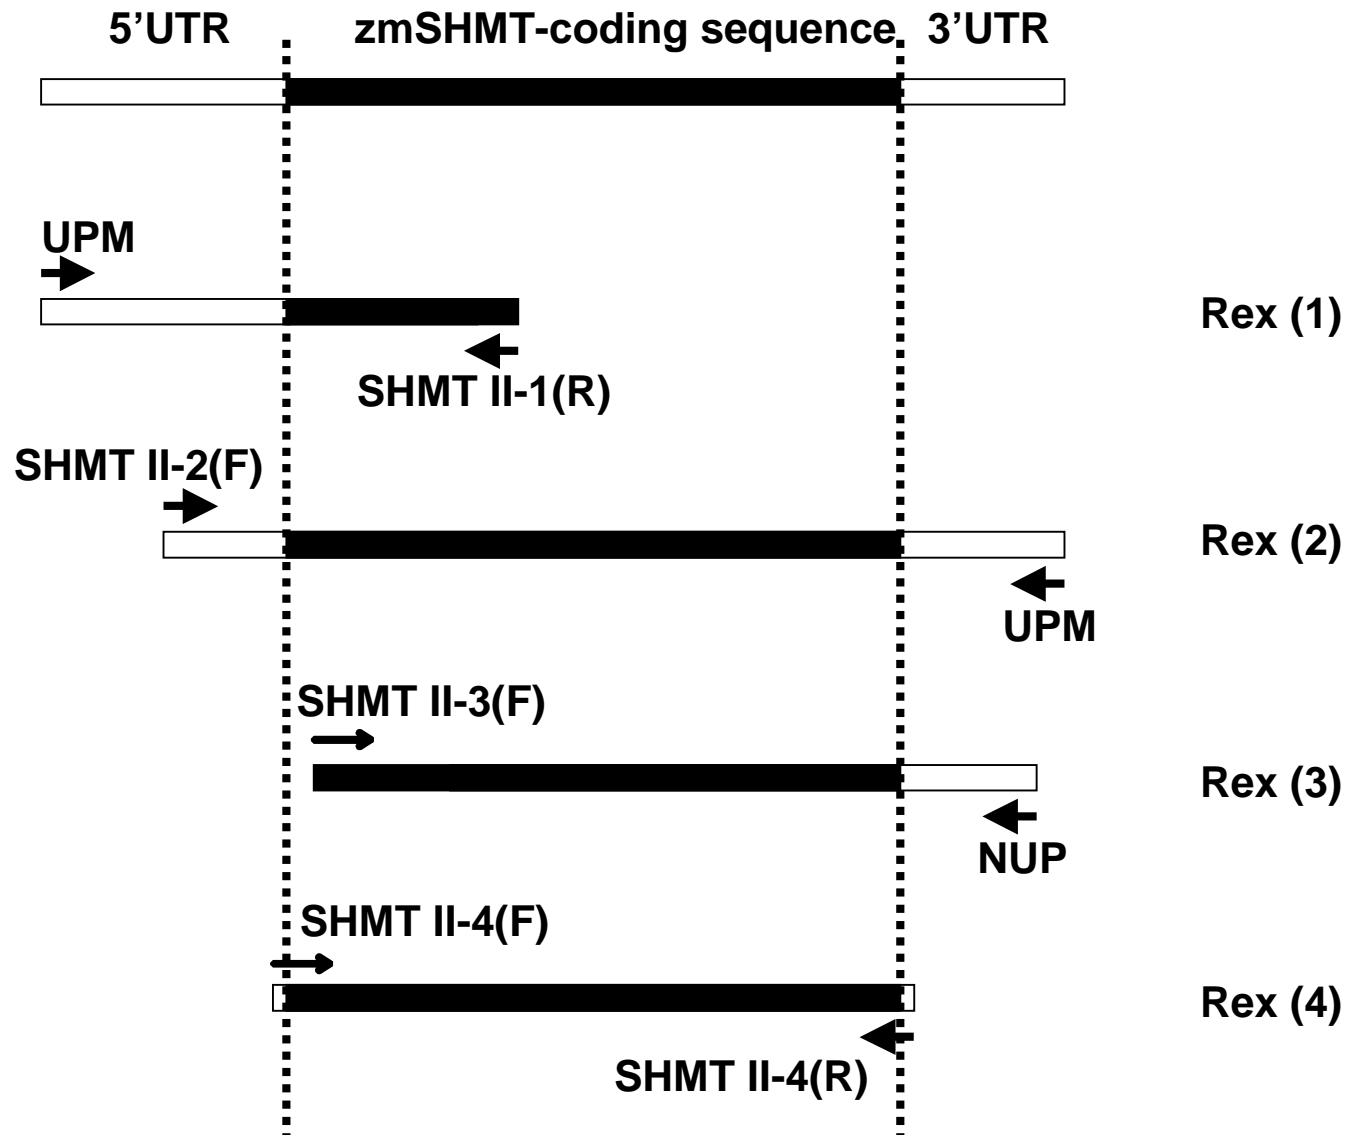 5’UTR zmSHMT-coding sequence 3’UTR
UPM
Rex (1)
SHMT II-1(R)
SHMT II-2(F)
Rex (2)
UPM
SHMT II-3(F)
Rex (3)
NUP
SHMT II-4(F)
Rex (4)
SHMT II-4(R)